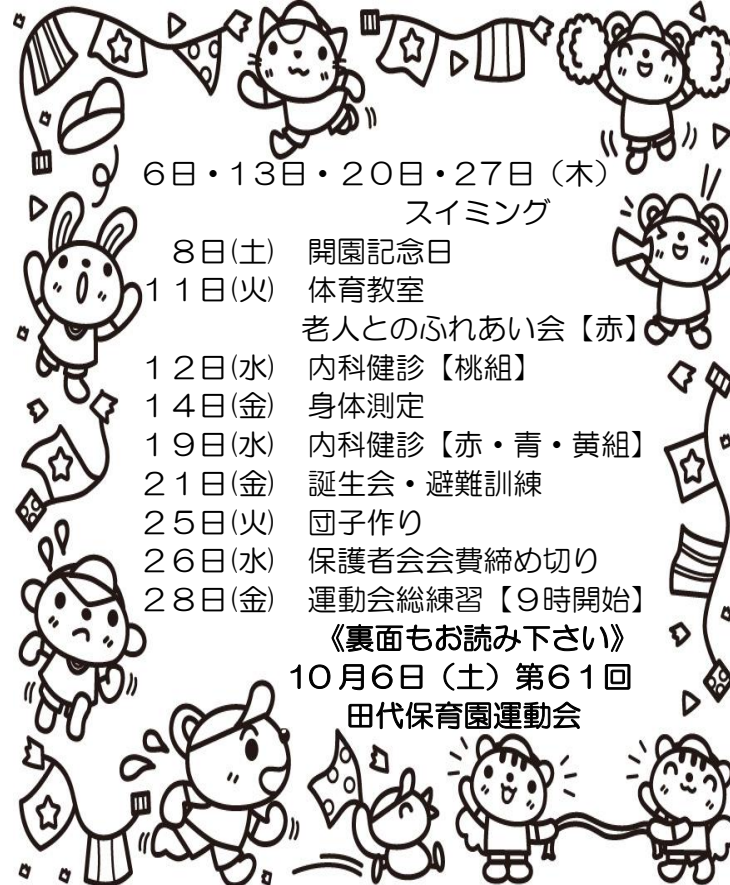 6日・13日・20日・27日（木）
スイミング
8日(土)　開園記念日
11日(火)　体育教室
老人とのふれあい会【赤】
12日(水)　内科健診【桃組】
14日(金)　身体測定
19日(水)　内科健診【赤・青・黄組】
21日(金)　誕生会・避難訓練
25日(火)　団子作り
26日(水)　保護者会会費締め切り
28日(金)　運動会総練習【9時開始】
《裏面もお読み下さい》
10月6日（土）第61回
田代保育園運動会